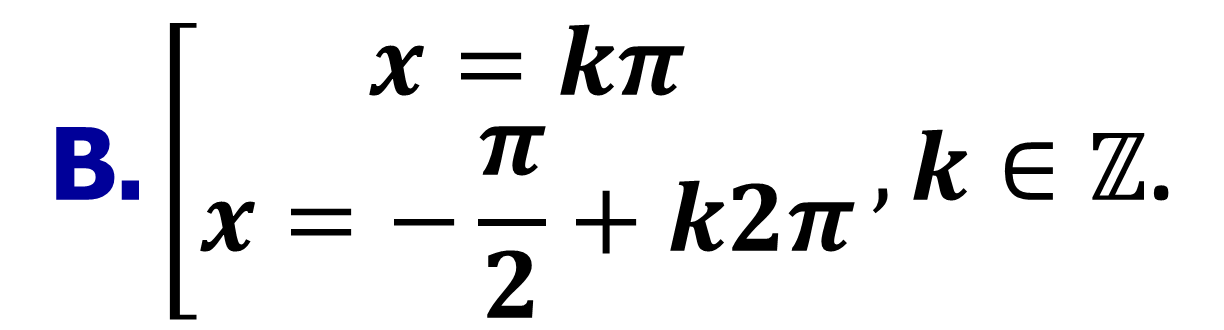 B. [ x = kπ
x = −π/2 + k2π , k ∈ ℤ.